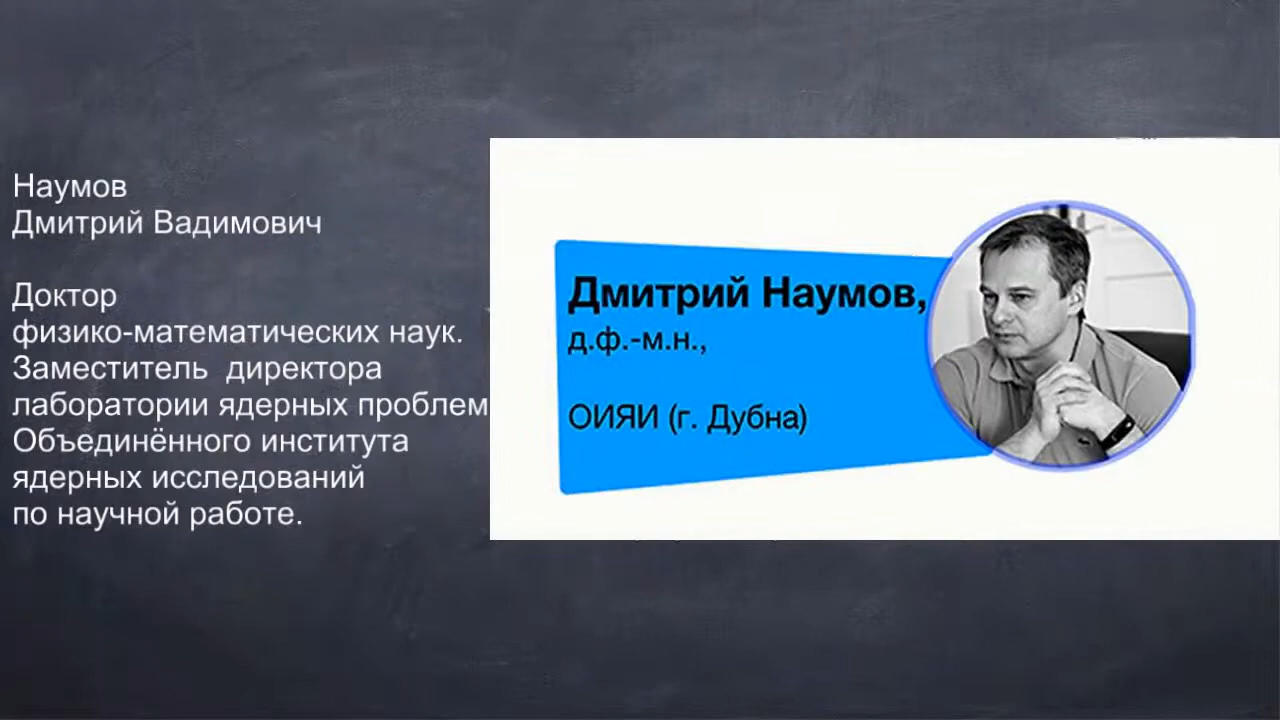 Наумов
Дмитрий Вадимович
Доктор
физико-математических наук.
Заместитель директора
лаборатории ядерных проблем
Объединённого института
ядерных исследований
по научной работе.
Дмитрий Наумов,
д.ф.-м.н.,
ОИЯИ (г. Дубна)